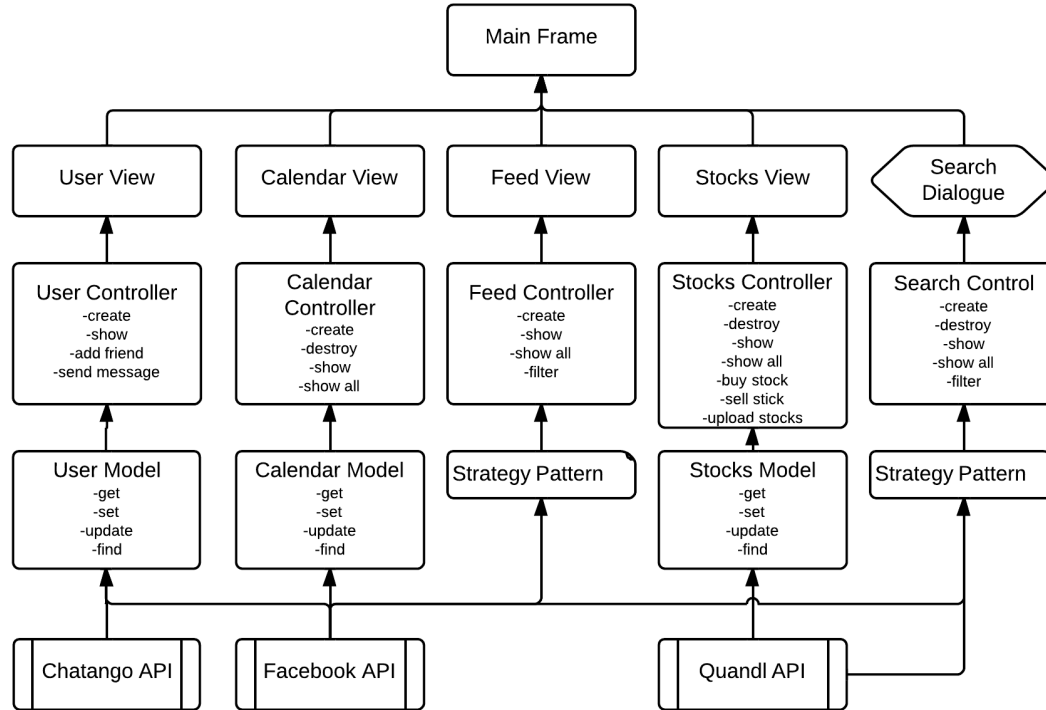 Main Frame
User View
Calendar View
Feed View
Stocks View
Search
Dialogue
User Controller
-create
-show
-add friend
-send message
Calendar
Controller
-create
-destroy
-show
-show all
Feed Controller
-create
-show
-show all
-filter
Stocks Controller
-create
-destroy
-show
-show all
-buy stock
-sell stick
-upload stocks
Search Control
-create
-destroy
-show
-show all
-filter
User Model
-get
-set
-update
-find
Calendar Model
-get
-set
-update
-find
Strategy Pattern
Stocks Model
-get
-set
-update
-find
Strategy Pattern
Chatango API
Facebook API
Quandl API